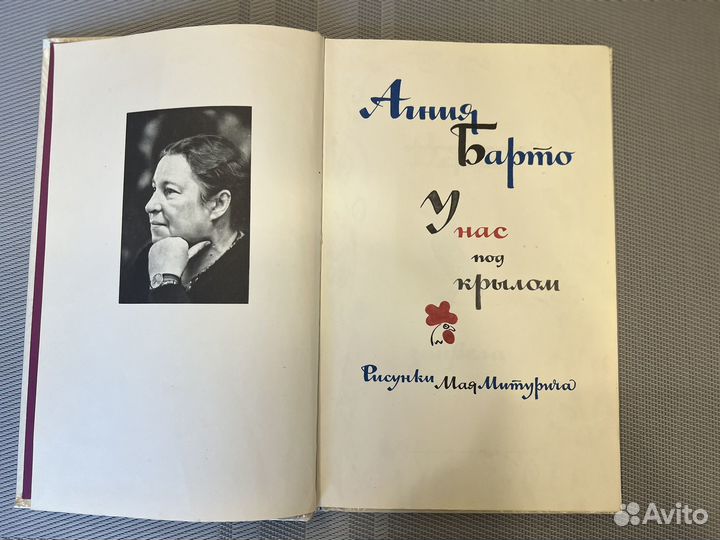 Агния
Барто
У нас
под
крылом
Рисунки Мая Митурича
Avito